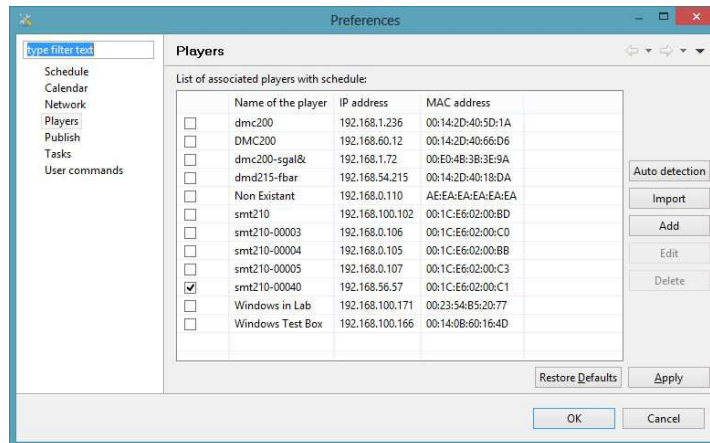 Preferences
type filter text
Schedule
Calendar
Network
Players
Publish
Tasks
User commands
Players
List of associated players with schedule:
Name of the player IP address MAC address
dmc200 192.168.1.236 00:14:2D:40:5D:1A
DMC200 192.168.60.12 00:14:2D:40:66:D6
dmc200-sgal& 192.168.1.72 00:E0:4B:3B:3E:9A
dmd215-fbar 192.168.54.215 00:14:2D:40:18:DA
Non Existant 192.168.0.110 AE:EA:EA:EA:EA:EA
smt210 192.168.100.102 00:1C:E6:02:00:BD
smt210-00003 192.168.0.106 00:1C:E6:02:00:C0
smt210-00004 192.168.0.105 00:1C:E6:02:00:BB
smt210-00005 192.168.0.107 00:1C:E6:02:00:C3
smt210-00040 192.168.56.57 00:1C:E6:02:00:C1
Windows in Lab 192.168.100.171 00:23:54:B5:20:77
Windows Test Box 192.168.100.166 00:14:0B:60:16:4D
Auto detection
Import
Add
Edit
Delete
Restore Defaults Apply
OK Cancel